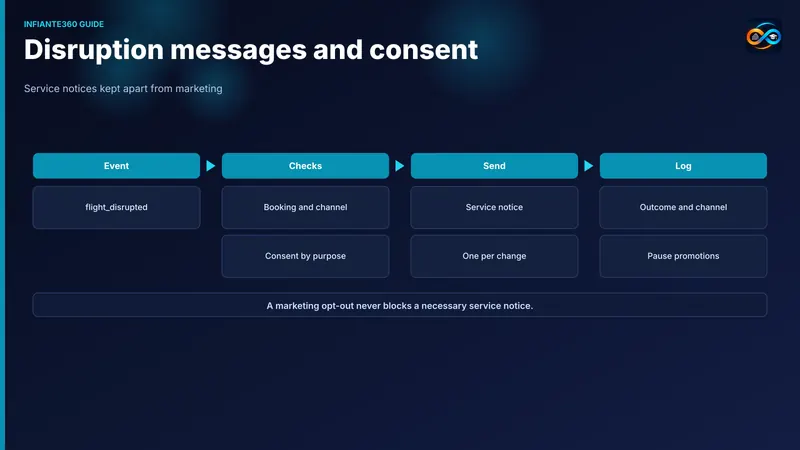 INFIANTE360 GUIDE
Disruption messages and consent
Service notices kept apart from marketing
Event
flight_disrupted
Checks
Booking and channel
Consent by purpose
Send
Service notice
One per change
Log
Outcome and channel
Pause promotions
A marketing opt-out never blocks a necessary service notice.